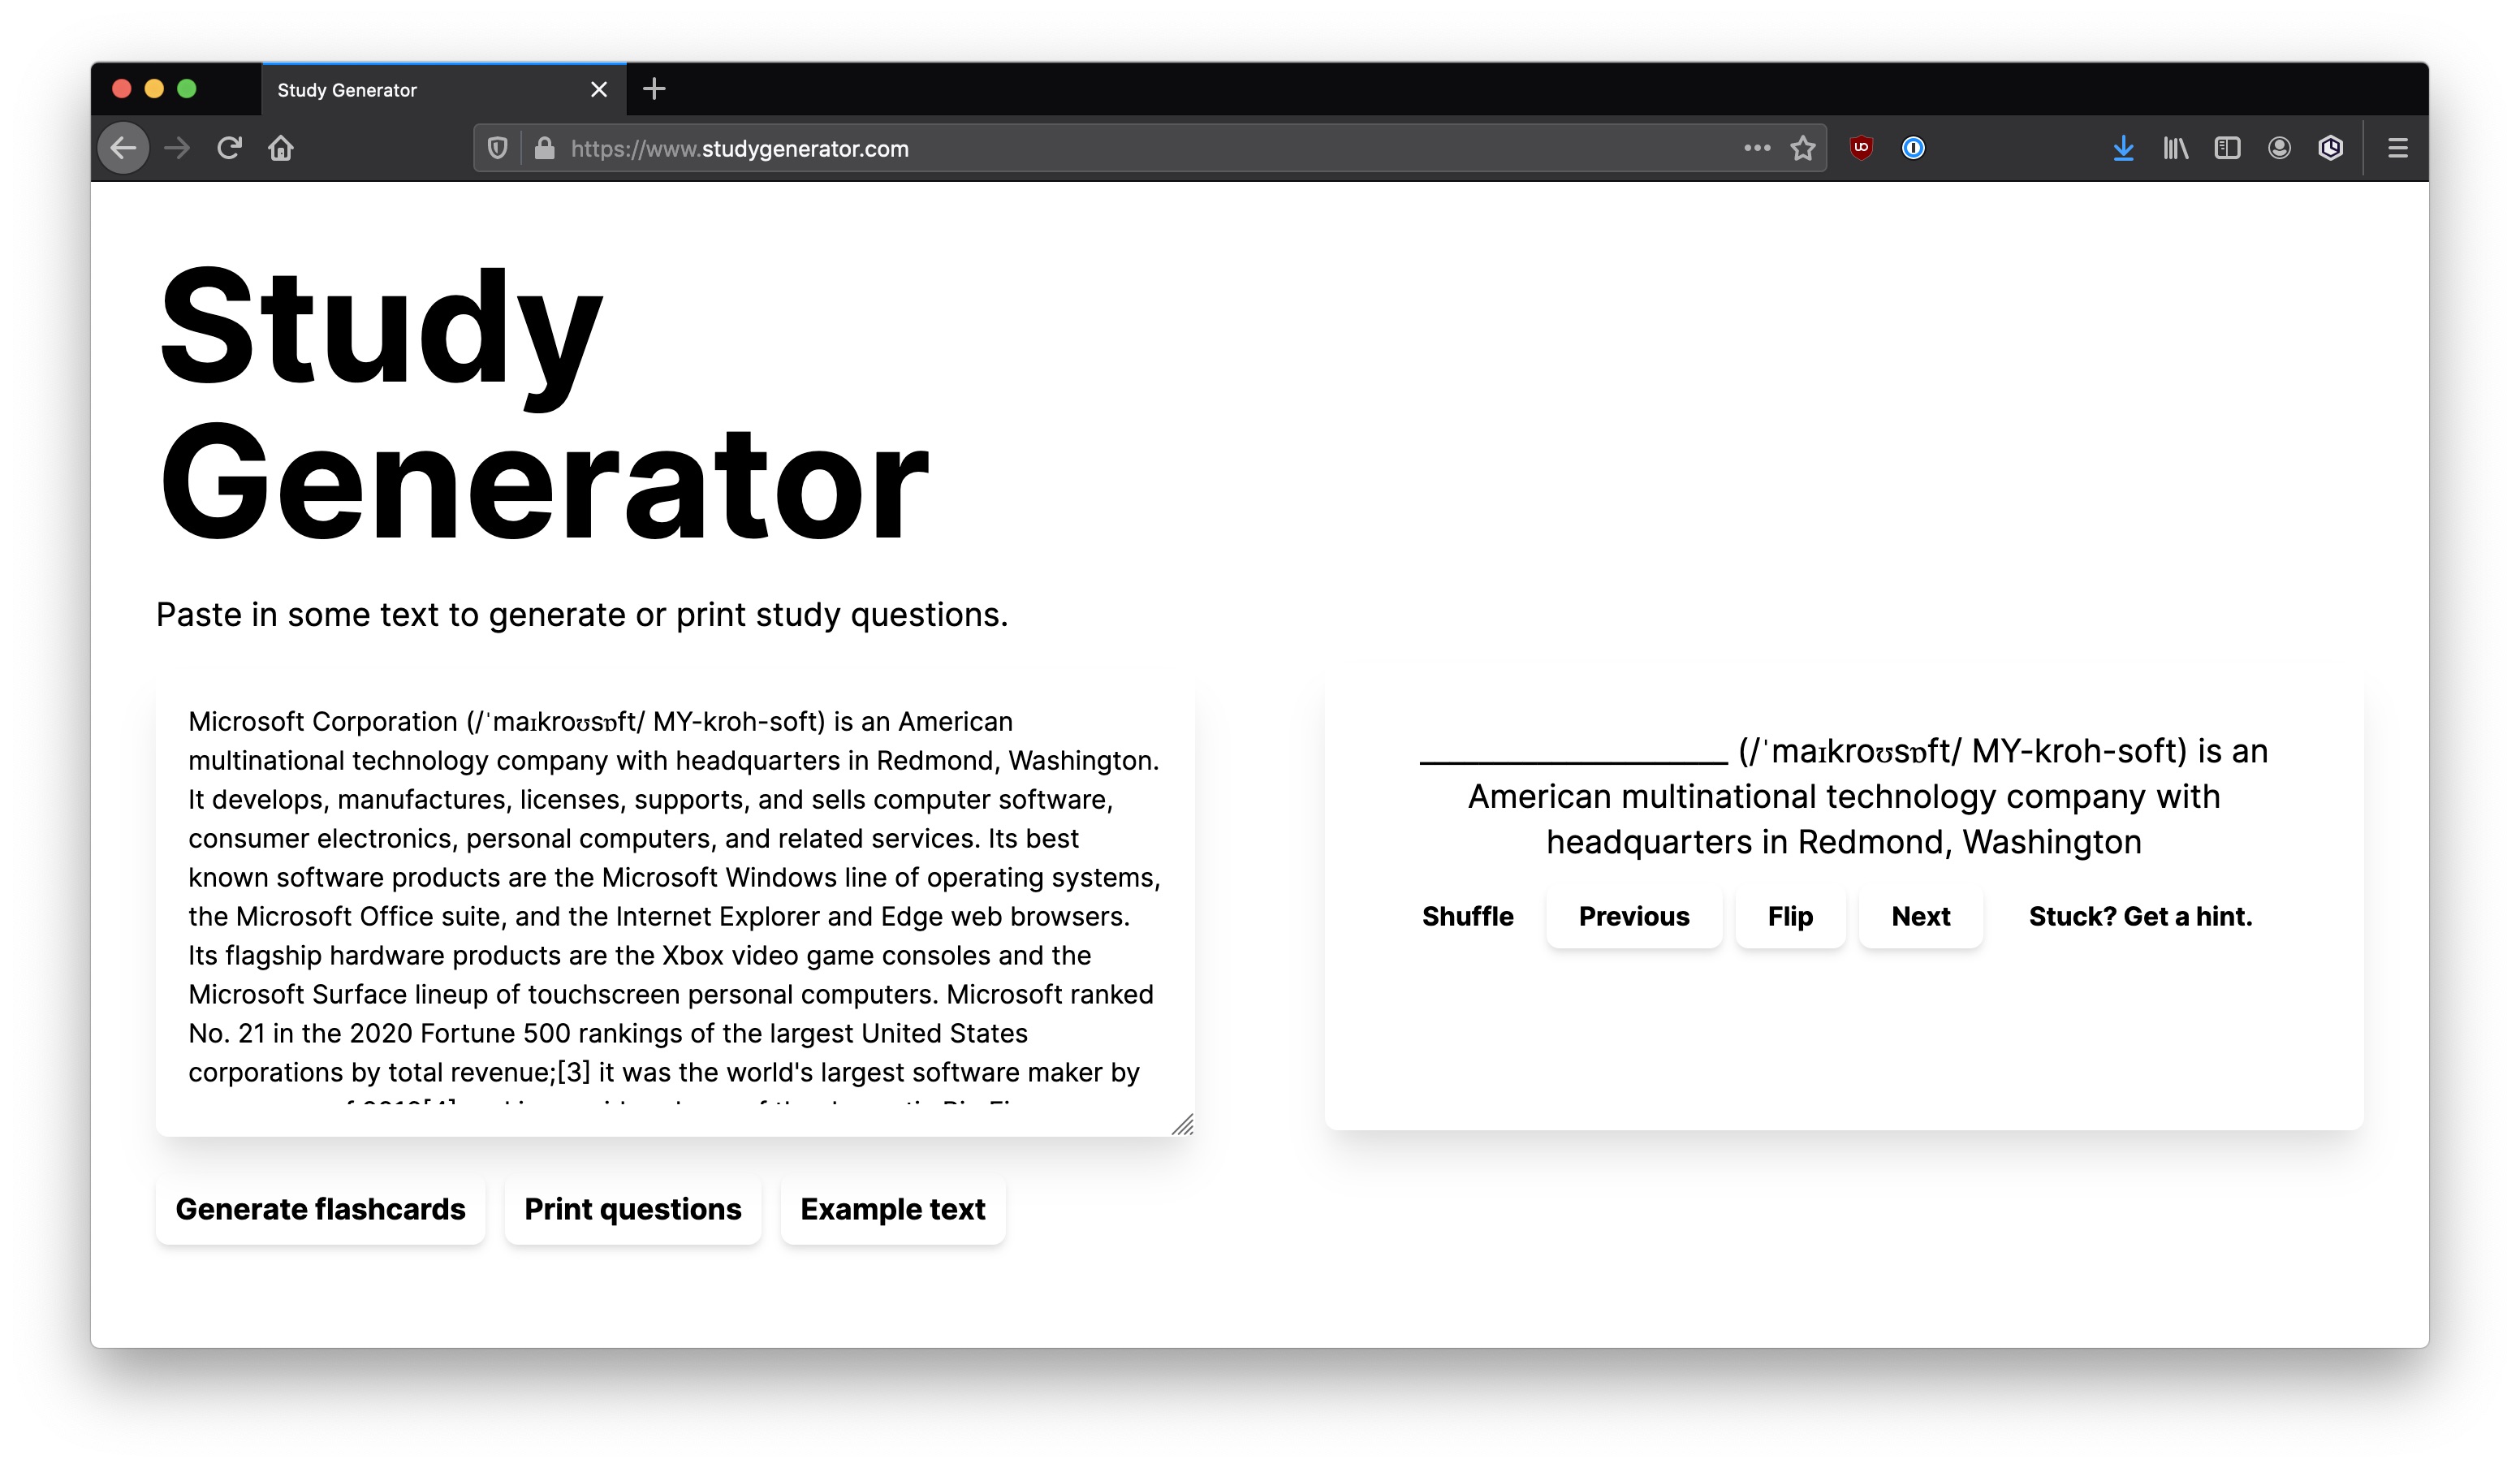 Study Generator
https://www.studygenerator.com
Study
Generator
Paste in some text to generate or print study questions.
Microsoft Corporation (/ˈmaɪkroʊsɒft/ MY-kroh-soft) is an American
multinational technology company with headquarters in Redmond, Washington.
It develops, manufactures, licenses, supports, and sells computer software,
consumer electronics, personal computers, and related services. Its best
known software products are the Microsoft Windows line of operating systems,
the Microsoft Office suite, and the Internet Explorer and Edge web browsers.
Its flagship hardware products are the Xbox video game consoles and the
Microsoft Surface lineup of touchscreen personal computers. Microsoft ranked
No. 21 in the 2020 Fortune 500 rankings of the largest United States
corporations by total revenue;[3] it was the world's largest software maker by
Generate flashcards
Print questions
Example text
_________________ (/ˈmaɪkroʊsɒft/ MY-kroh-soft) is an
American multinational technology company with
headquarters in Redmond, Washington
Shuffle
Previous
Flip
Next
Stuck? Get a hint.